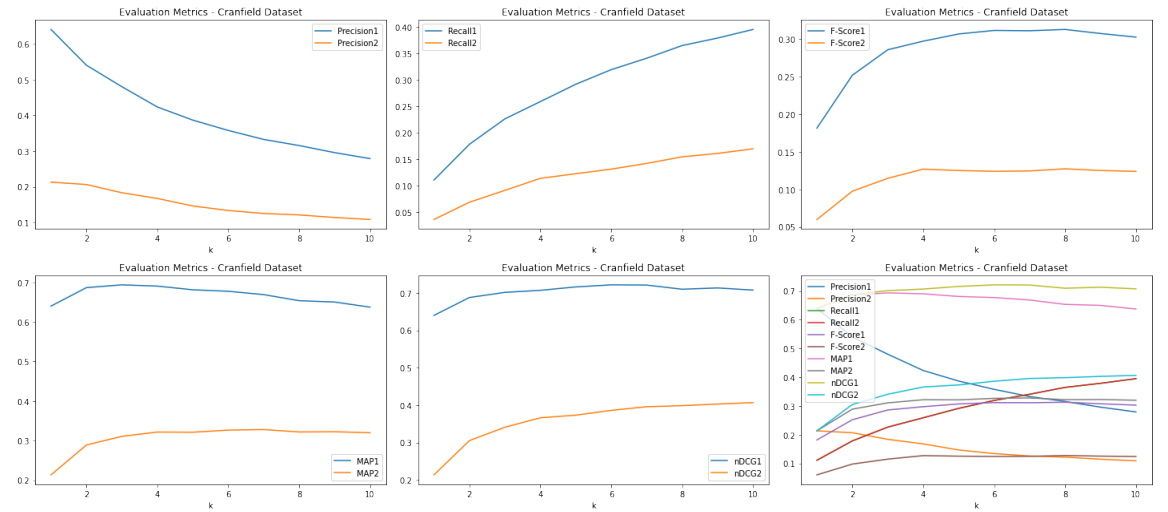 Evaluation Metrics - Cranfield Dataset
Precision1
Precision2
0.6
0.5
0.4
0.3
0.2
0.1
2 4 6 8 10
k
Evaluation Metrics - Cranfield Dataset
Recall1
Recall2
0.40
0.35
0.30
0.25
0.20
0.15
0.10
0.05
2 4 6 8 10
k
Evaluation Metrics - Cranfield Dataset
F-Score1
F-Score2
0.30
0.25
0.20
0.15
0.10
0.05
2 4 6 8 10
k
Evaluation Metrics - Cranfield Dataset
0.7
0.6
0.5
0.4
0.3
0.2
MAP1
MAP2
2 4 6 8 10
k
Evaluation Metrics - Cranfield Dataset
0.7
0.6
0.5
0.4
0.3
0.2
nDCG1
nDCG2
2 4 6 8 10
k
Evaluation Metrics - Cranfield Dataset
Precision1
Precision2
Recall1
Recall2
F-Score1
F-Score2
MAP1
MAP2
nDCG1
nDCG2
0.7
0.6
0.5
0.4
0.3
0.2
0.1
2 4 6 8 10
k